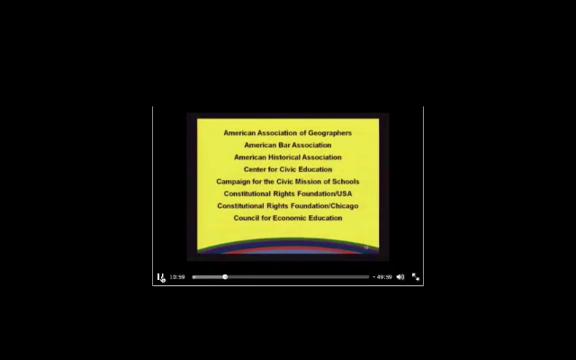 American Association of Geographers
American Bar Association
American Historical Association
Center for Civic Education
Campaign for the Civic Mission of Schools
Constitutional Rights Foundation/USA
Constitutional Rights Foundation/Chicago
Council for Economic Education
10:59
-49:59